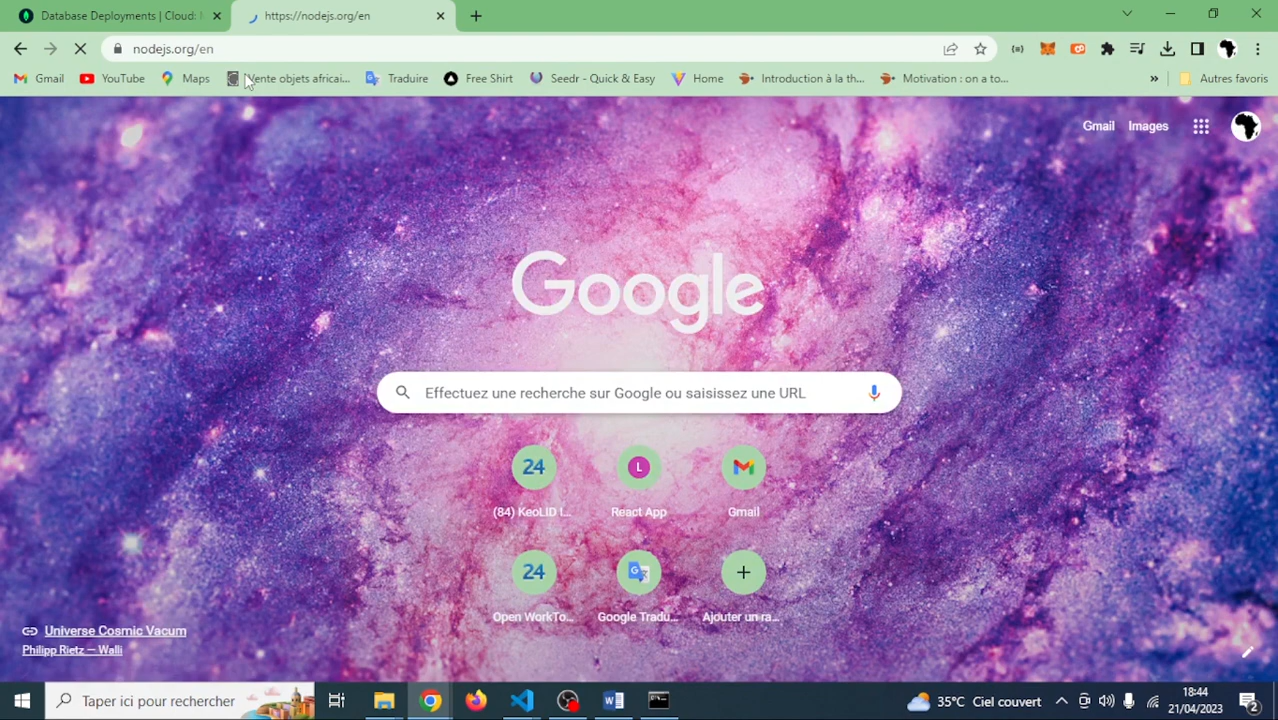 Database Deployments | Cloud: M
https://nodejs.org/en
nodejs.org/en
Gmail YouTube Maps Vente objets africai... Traduire Free Shirt Seedr - Quick & Easy Home Introduction à la th... Motivation : on a to... » Autres favoris
Gmail Images
Google
Effectuez une recherche sur Google ou saisissez une URL
24 L
(84) KeoLID I... React App Gmail
24 G
Open WorkTo... Google Tradu... Ajouter un ra...
Universe Cosmic Vacum
Philipp Rietz — Walli
Taper ici pour rechercher
35°C Ciel couvert
18:44
21/04/2023
2